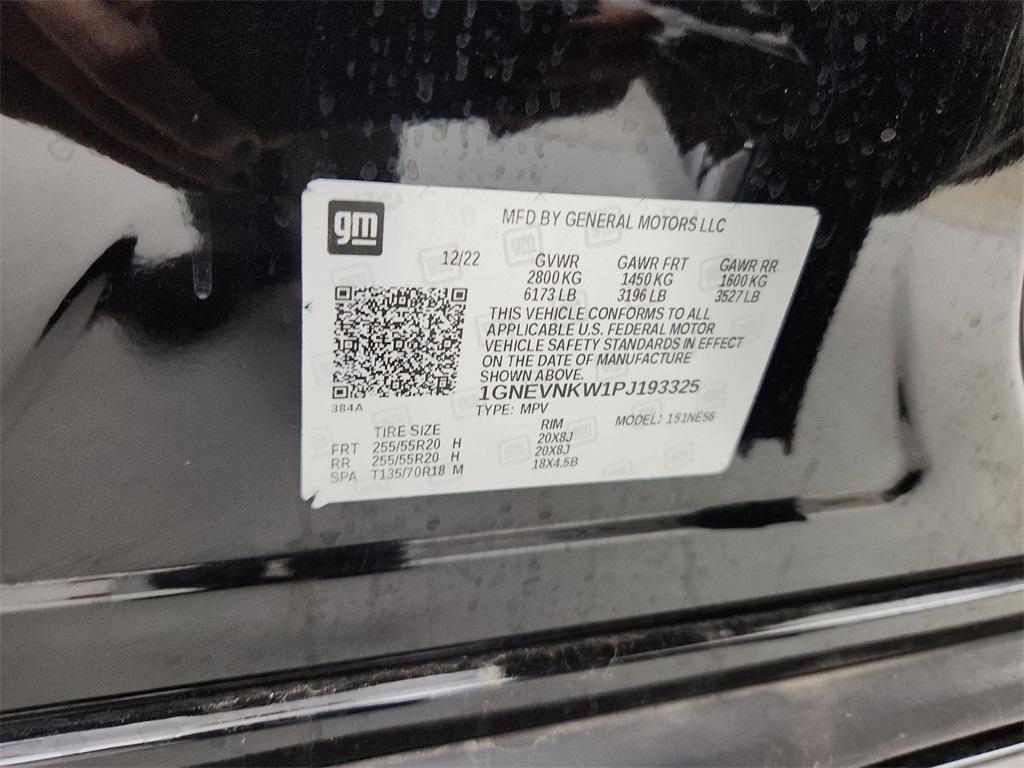 gm
MFD BY GENERAL MOTORS LLC
12/22 GVWR GAWR FRT GAWR RR
2800 KG 1450 KG 1600 KG
6173 LB 3196 LB 3527 LB
THIS VEHICLE CONFORMS TO ALL
APPLICABLE U.S. FEDERAL MOTOR
VEHICLE SAFETY STANDARDS IN EFFECT
ON THE DATE OF MANUFACTURE
SHOWN ABOVE.
1GNEVNKW1PJ193325
384A
TYPE: MPV MODEL: 151NE56
TIRE SIZE RIM
FRT 255/55R20 H 20X8J
RR 255/55R20 H 20X8J
SPA T135/70R18 M 18X4.5B